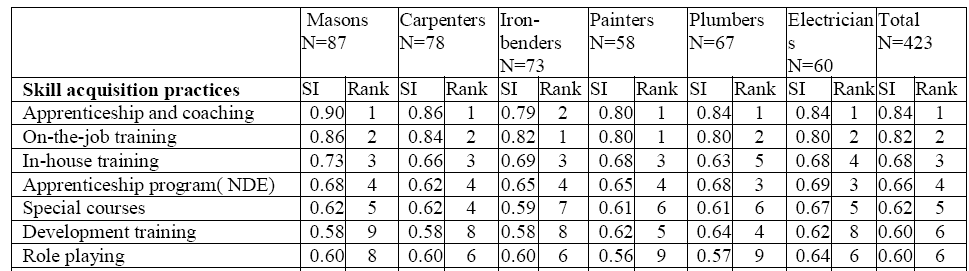 Masons Carpenters Iron- Painters Plumbers Electrician Total
N=87 N=78 benders N=58 N=67 s N=423
N=73 N=60
Skill acquisition practices SI Rank SI Rank SI Rank SI Rank SI Rank SI Rank SI Rank
Apprenticeship and coaching 0.90 1 0.86 1 0.79 2 0.80 1 0.84 1 0.84 1 0.84 1
On-the-job training 0.86 2 0.84 2 0.82 1 0.80 1 0.80 2 0.80 2 0.82 2
In-house training 0.73 3 0.66 3 0.69 3 0.68 3 0.63 5 0.68 4 0.68 3
Apprenticeship program( NDE) 0.68 4 0.62 4 0.65 4 0.65 4 0.68 3 0.69 3 0.66 4
Special courses 0.62 5 0.62 4 0.59 7 0.61 6 0.61 6 0.67 5 0.62 5
Development training 0.58 9 0.58 8 0.58 8 0.62 5 0.64 4 0.62 8 0.60 6
Role playing 0.60 8 0.60 6 0.60 6 0.56 9 0.57 9 0.64 6 0.60 6